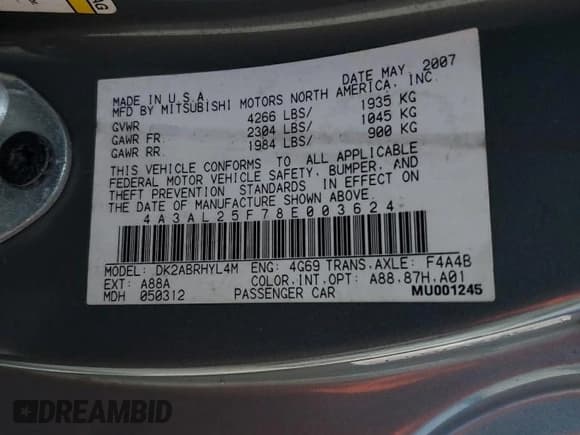 AG
DATE MAY 2007
MADE IN U.S.A.
MFD BY MITSUBISHI MOTORS NORTH AMERICA, INC.
GVWR 4266 LBS/ 1935 KG
GAWR FR 2304 LBS/ 1045 KG
GAWR RR 1984 LBS/ 900 KG
THIS VEHICLE CONFORMS TO ALL APPLICABLE
FEDERAL MOTOR VEHICLE SAFETY, BUMPER, AND
THEFT PREVENTION STANDARDS IN EFFECT ON
THE DATE OF MANUFACTURE SHOWN ABOVE.
4A3AL25F78E003624
MODEL: DK2ABRHYL4M ENG: 4G69 TRANS,AXLE: F4A4B
EXT: A88A COLOR,INT,OPT: A88,87H,A01
MDH 050312 PASSENGER CAR MU001245
DREAMBID